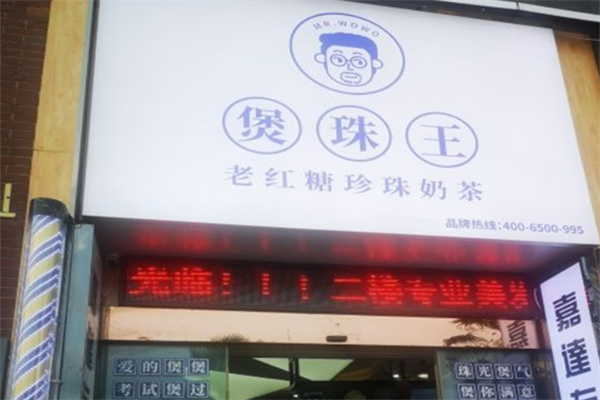 MR.WOWO
煲珠王
老红糖珍珠奶茶
品牌热线:400-6500-995
光临!!!二楼专业美发
嘉達
爱的煲煲
考试煲过
珠光煲气
煲你满意